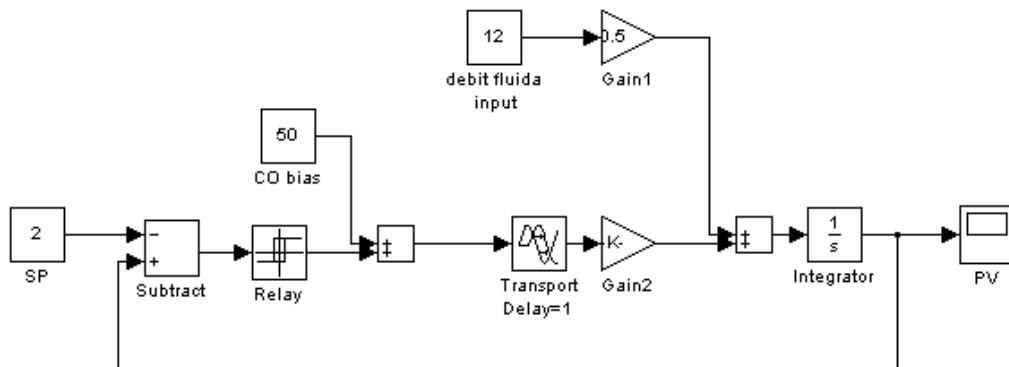 12
0.5
debit fluida
input
Gain1
50
CO bias
2
SP
−
+
Subtract
Relay
+
+
Transport
Delay=1
K-
Gain2
+
+
1
s
Integrator
PV